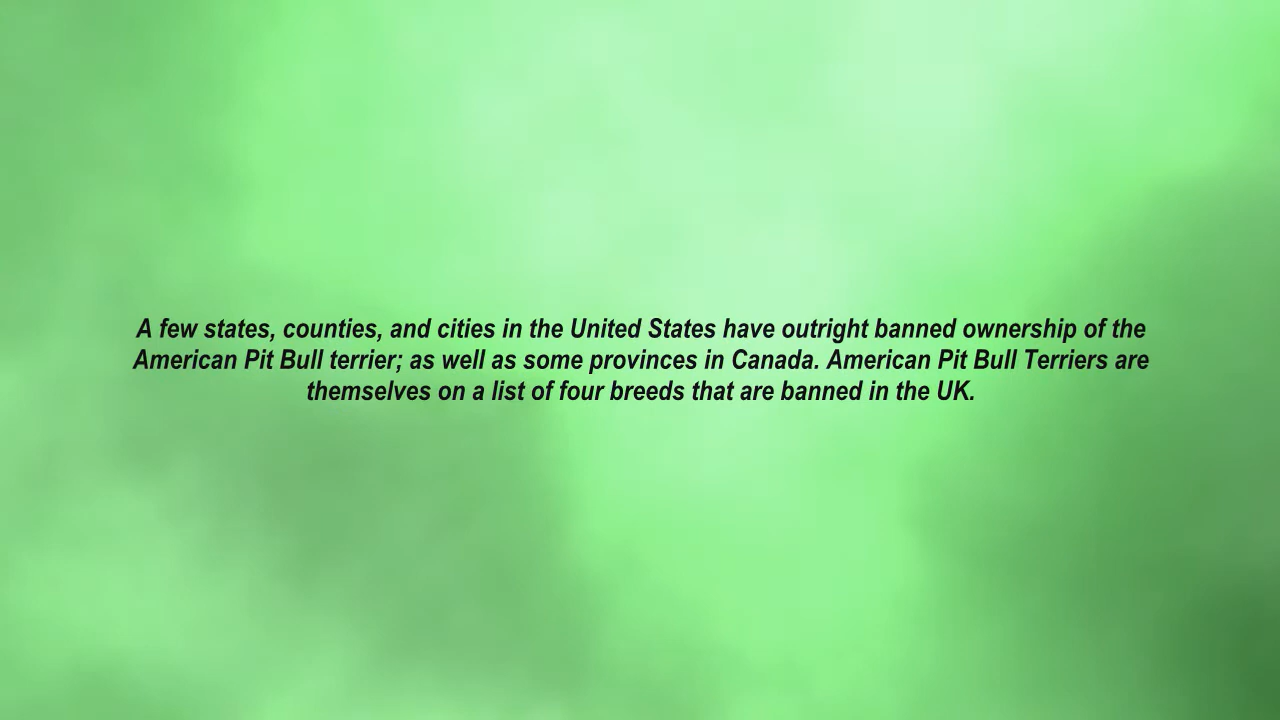 A few states, counties, and cities in the United States have outright banned ownership of the
American Pit Bull terrier; as well as some provinces in Canada. American Pit Bull Terriers are
themselves on a list of four breeds that are banned in the UK.